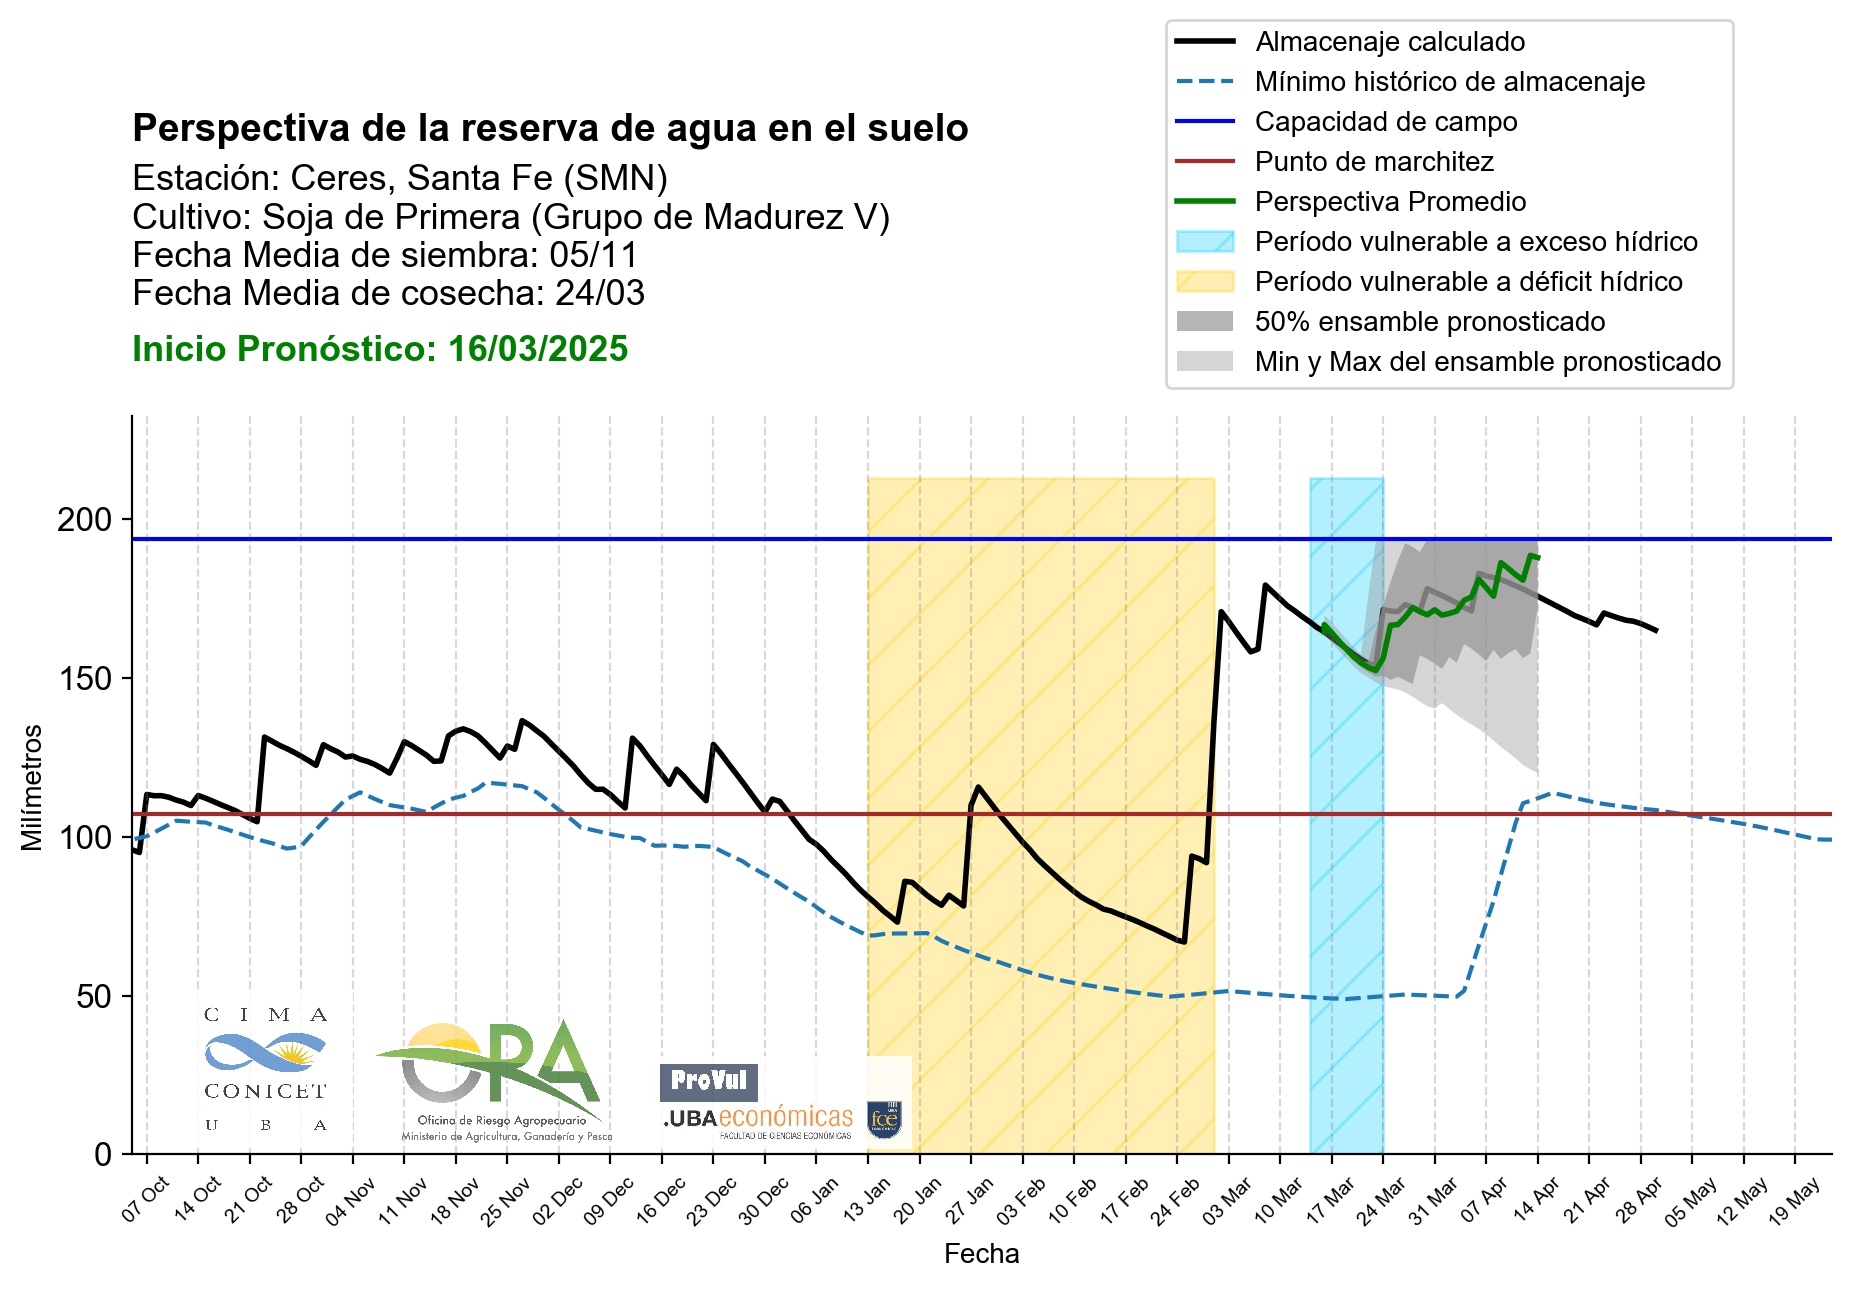 Almacenaje calculado
Mínimo histórico de almacenaje
Capacidad de campo
Punto de marchitez
Perspectiva Promedio
Período vulnerable a exceso hídrico
Período vulnerable a déficit hídrico
50% ensamble pronosticado
Min y Max del ensamble pronosticado
Perspectiva de la reserva de agua en el suelo
Estación: Ceres, Santa Fe (SMN)
Cultivo: Soja de Primera (Grupo de Madurez V)
Fecha Media de siembra: 05/11
Fecha Media de cosecha: 24/03
Inicio Pronóstico: 16/03/2025
Milímetros
200
150
100
50
0
CIMA
CONICET
UBA
ORA
Oficina de Riesgo Agropecuario
Ministerio de Agricultura, Ganadería y Pesca
ProVul
.UBAeconómicas
FACULTAD DE CIENCIAS ECONÓMICAS
UBA
fce
07 Oct
14 Oct
21 Oct
28 Oct
04 Nov
11 Nov
18 Nov
25 Nov
02 Dec
09 Dec
16 Dec
23 Dec
30 Dec
06 Jan
13 Jan
20 Jan
27 Jan
03 Feb
10 Feb
17 Feb
24 Feb
03 Mar
10 Mar
17 Mar
24 Mar
31 Mar
07 Apr
14 Apr
21 Apr
28 Apr
05 May
12 May
19 May
Fecha